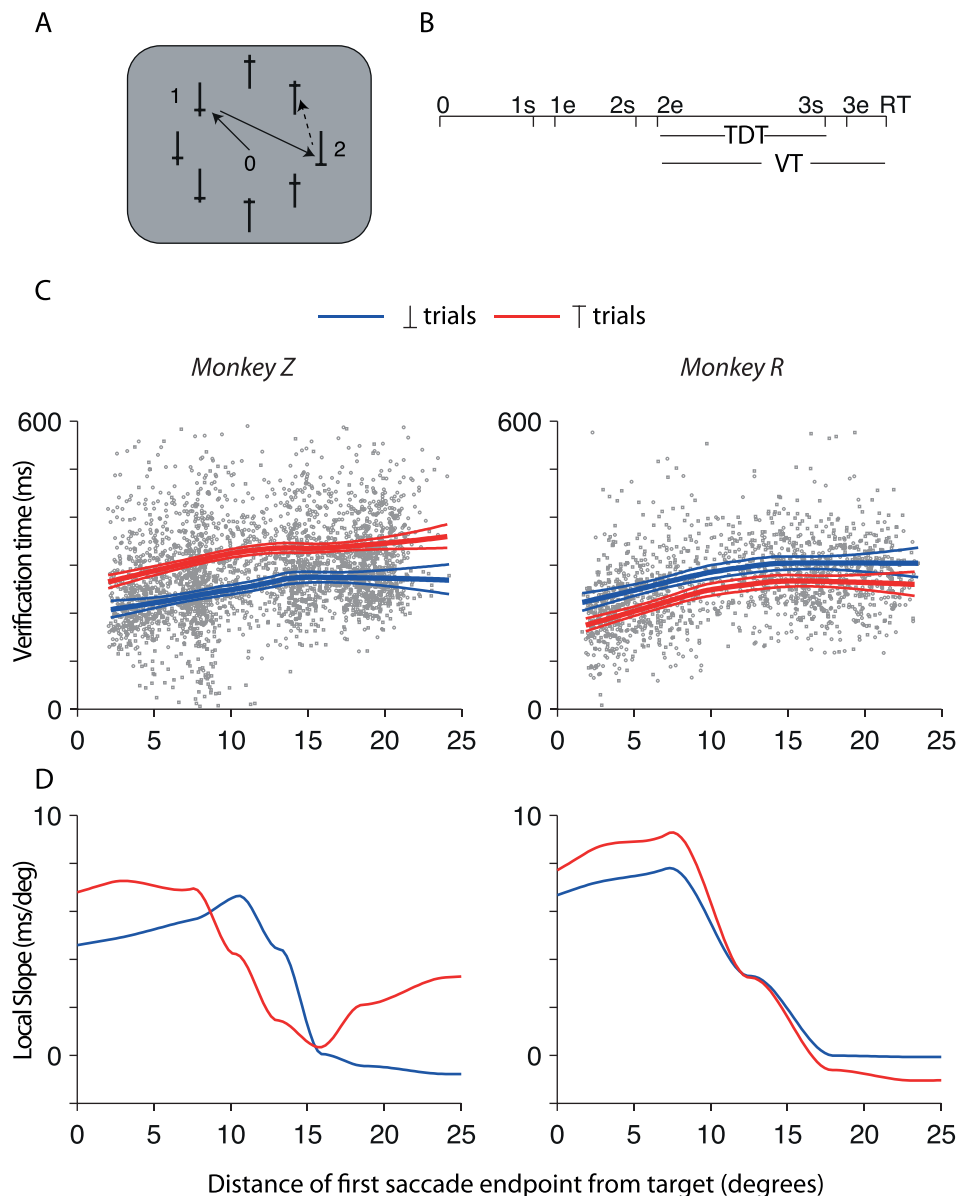 A
1
0
2
B
0 1s 1e 2s 2e 3s 3e RT
TDT
VT
C
⊥ trials ⊤ trials
Monkey Z
Monkey R
Verification time (ms)
600
0
0 5 10 15 20 25
600
0
0 5 10 15 20 25
D
Local Slope (ms/deg)
10
0
0 5 10 15 20 25
10
0
0 5 10 15 20 25
Distance of first saccade endpoint from target (degrees)